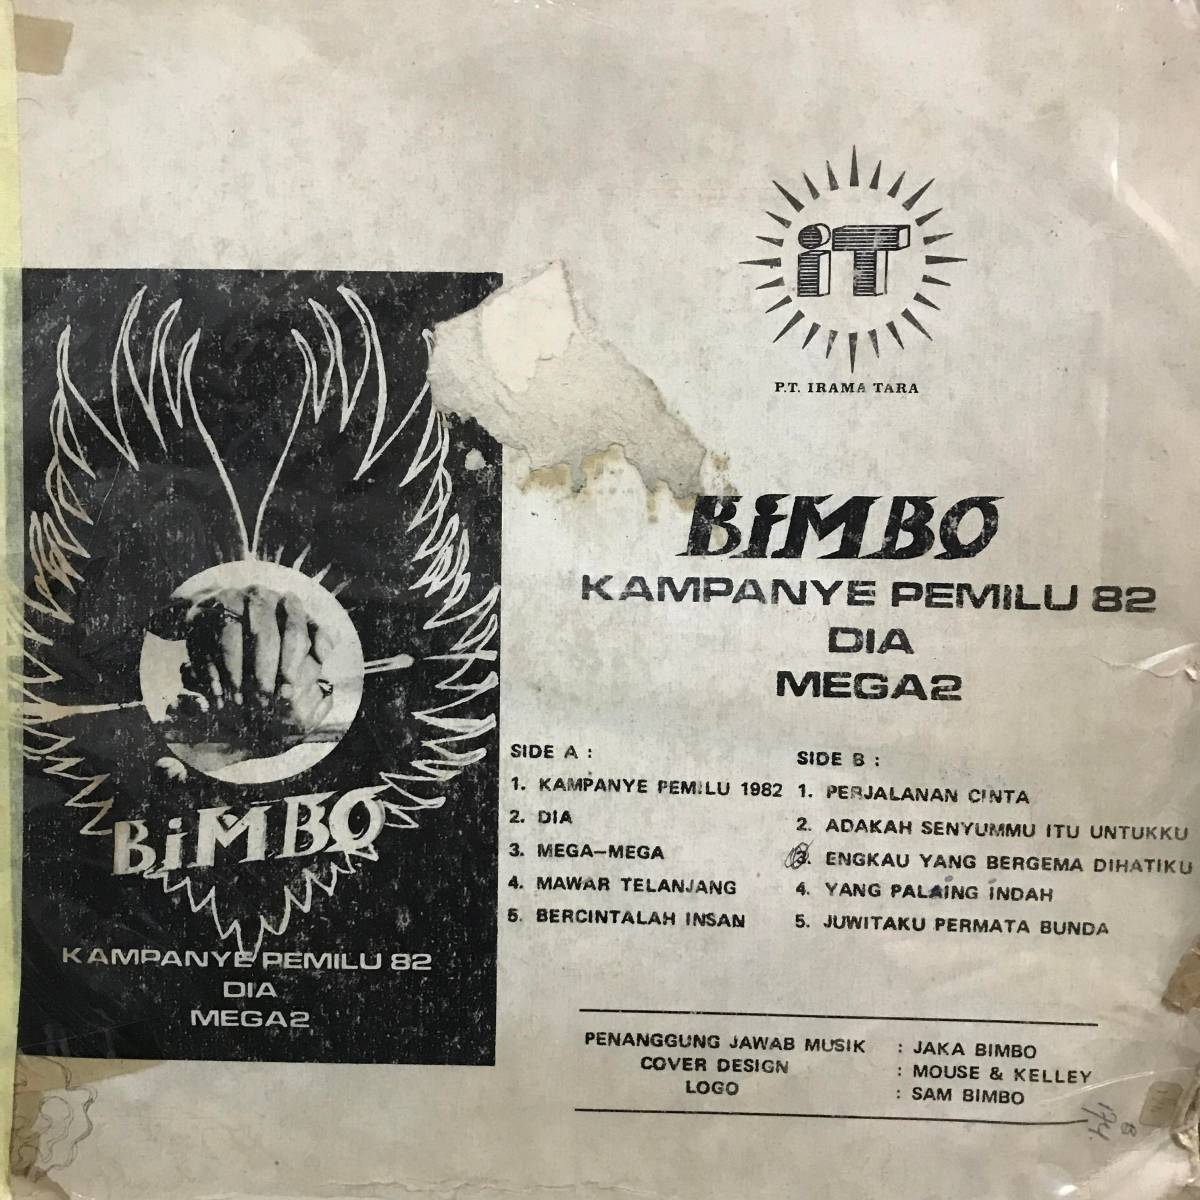 iT
P.T. IRAMA TARA
BiMBO
KAMPANYE PEMILU 82
DIA
MEGA2
SIDE A :
1. KAMPANYE PEMILU 1982
2. DIA
3. MEGA-MEGA
4. MAWAR TELANJANG
5. BERCINTALAH INSAN
SIDE B :
1. PERJALANAN CINTA
2. ADAKAH SENYUMMU ITU UNTUKKU
3. ENGKAU YANG BERGEMA DIHATIKU
4. YANG PALAING INDAH
5. JUWITAKU PERMATA BUNDA
BiMBO
KAMPANYE PEMILU 82
DIA
MEGA2
PENANGGUNG JAWAB MUSIK : JAKA BIMBO
COVER DESIGN : MOUSE & KELLEY
LOGO : SAM BIMBO